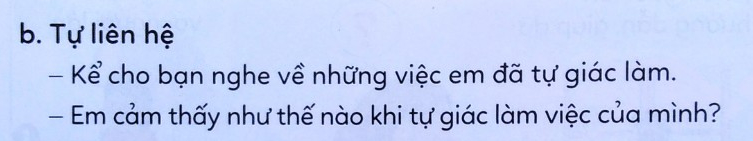 b. Tự liên hệ
– Kể cho bạn nghe về những việc em đã tự giác làm.
– Em cảm thấy như thế nào khi tự giác làm việc của mình?